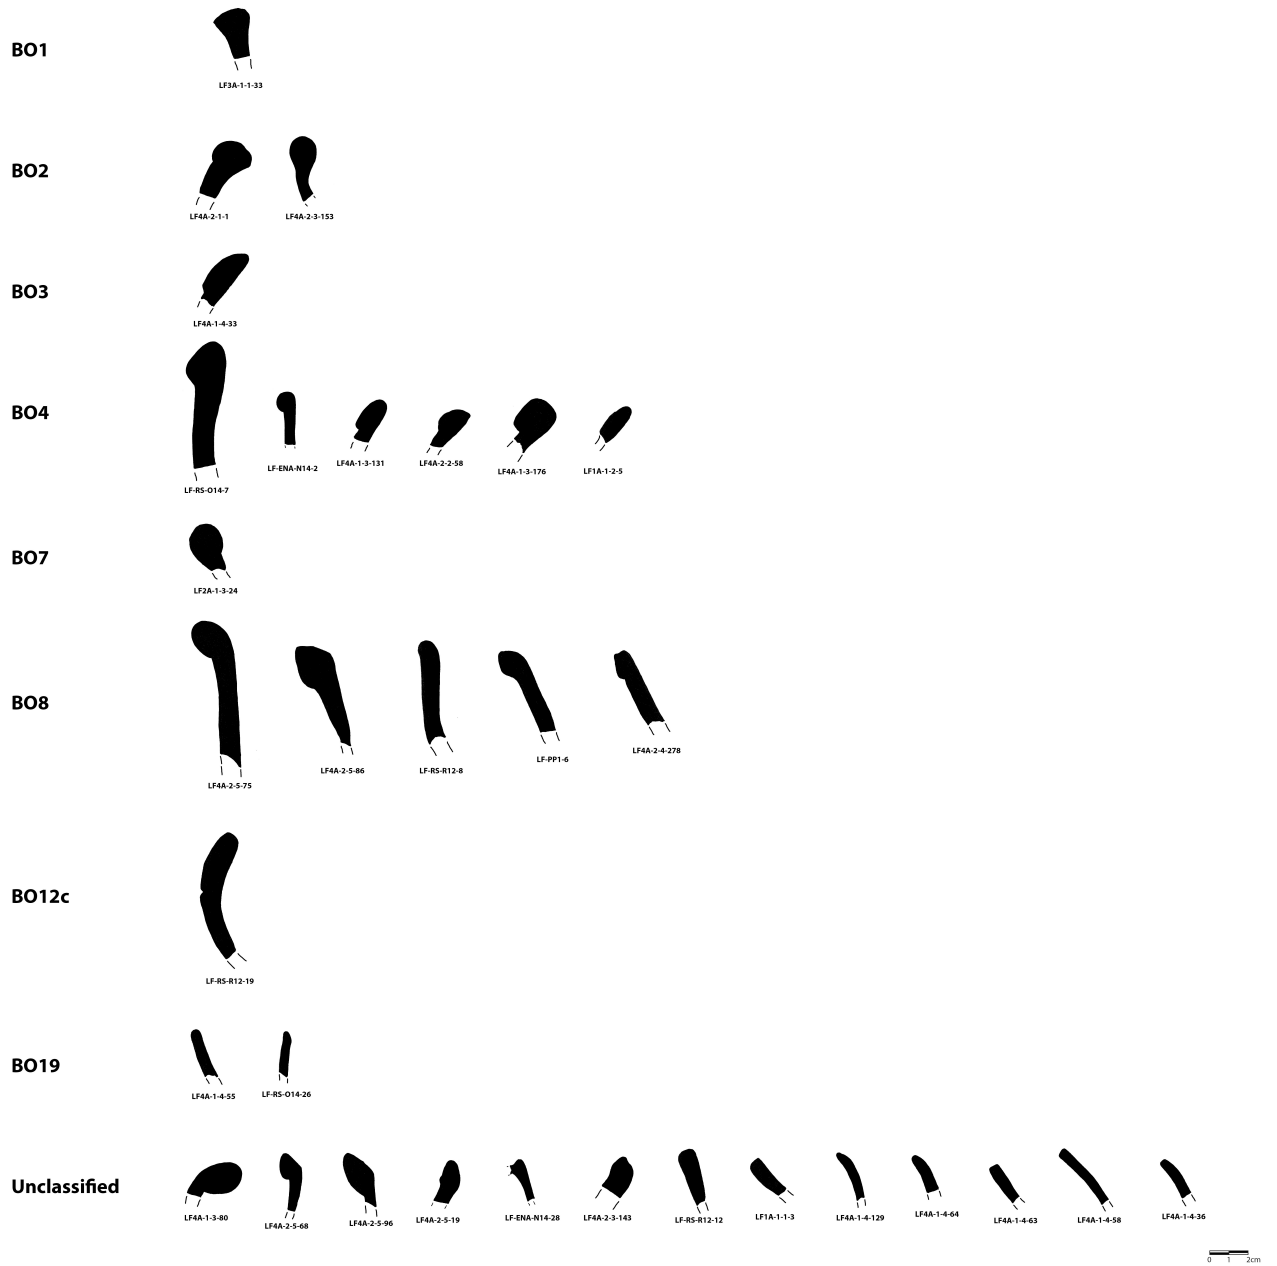 BO1
LF3A-1-1-33
BO2
LF4A-2-1-1 LF4A-2-3-153
BO3
LF4A-1-4-33
BO4
LF-RS-O14-7 LF-ENA-N14-2 LF4A-1-3-131 LF4A-2-2-58 LF4A-1-3-176 LF1A-1-2-5
BO7
LF2A-1-3-24
BO8
LF4A-2-5-75 LF4A-2-5-86 LF-RS-R12-8 LF-PP1-6 LF4A-2-4-278
BO12c
LF-RS-R12-19
BO19
LF4A-1-4-55 LF-RS-O14-26
Unclassified
LF4A-1-3-80 LF4A-2-5-68 LF4A-2-5-96 LF4A-2-5-19 LF-ENA-N14-28 LF4A-2-3-143 LF-RS-R12-12 LF1A-1-1-3 LF4A-1-4-129 LF4A-1-4-64 LF4A-1-4-63 LF4A-1-4-58 LF4A-1-4-36
0 1 2cm